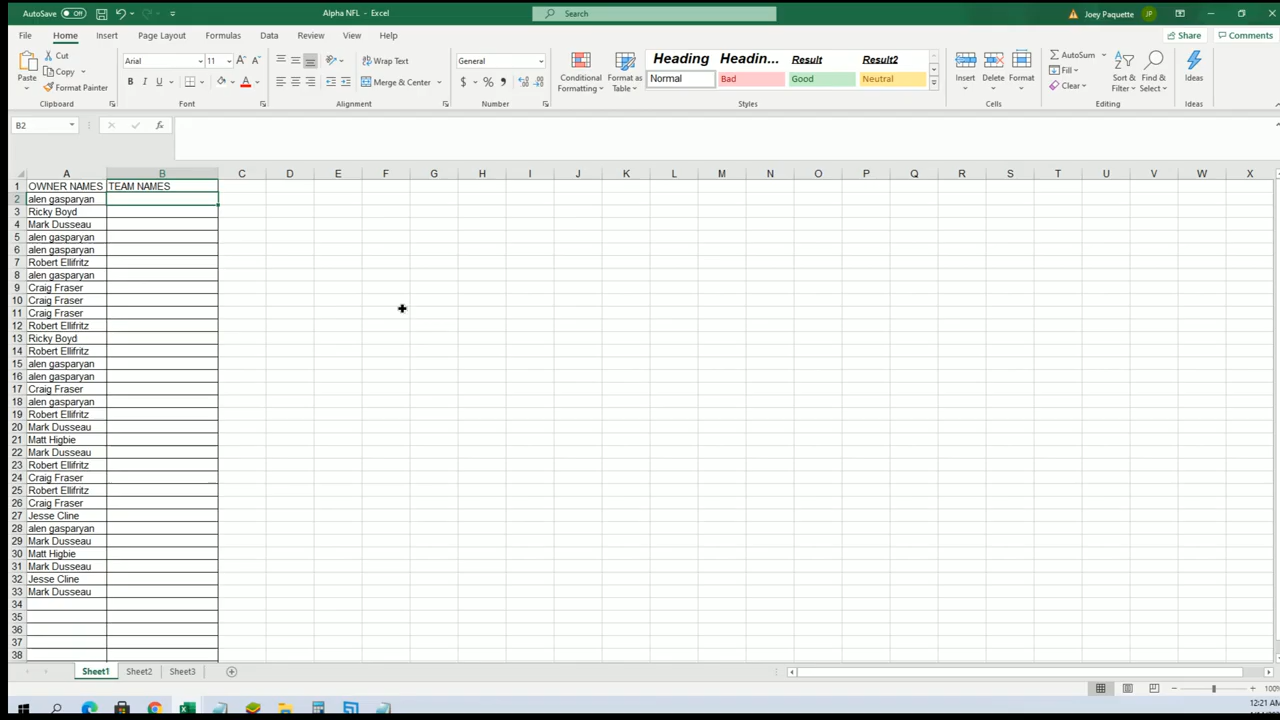 AutoSave Off Alpha NFL - Excel Search Joey Paquette JP
File Home Insert Page Layout Formulas Data Review View Help Share Comments
Paste Cut Copy Format Painter Clipboard
Arial 11 B I U A A A Font
Wrap Text Merge & Center Alignment
General $ % , Number
Conditional Formatting Format as Table
Heading Headin... Result Result2
Normal Bad Good Neutral
Styles
Insert Delete Format Cells
AutoSum Fill Clear Sort & Filter Find & Select Editing
Ideas Ideas
B2 fx
A B C D E F G H I J K L M N O P Q R S T U V W X
1 OWNER NAMES TEAM NAMES
2 alen gasparyan
3 Ricky Boyd
4 Mark Dusseau
5 alen gasparyan
6 alen gasparyan
7 Robert Ellifritz
8 alen gasparyan
9 Craig Fraser
10 Craig Fraser
11 Craig Fraser
12 Robert Ellifritz
13 Ricky Boyd
14 Robert Ellifritz
15 alen gasparyan
16 alen gasparyan
17 Craig Fraser
18 alen gasparyan
19 Robert Ellifritz
20 Mark Dusseau
21 Matt Higbie
22 Mark Dusseau
23 Robert Ellifritz
24 Craig Fraser
25 Robert Ellifritz
26 Craig Fraser
27 Jesse Cline
28 alen gasparyan
29 Mark Dusseau
30 Matt Higbie
31 Mark Dusseau
32 Jesse Cline
33 Mark Dusseau
34
35
36
37
38
Sheet1 Sheet2 Sheet3
100%
12:21 AM